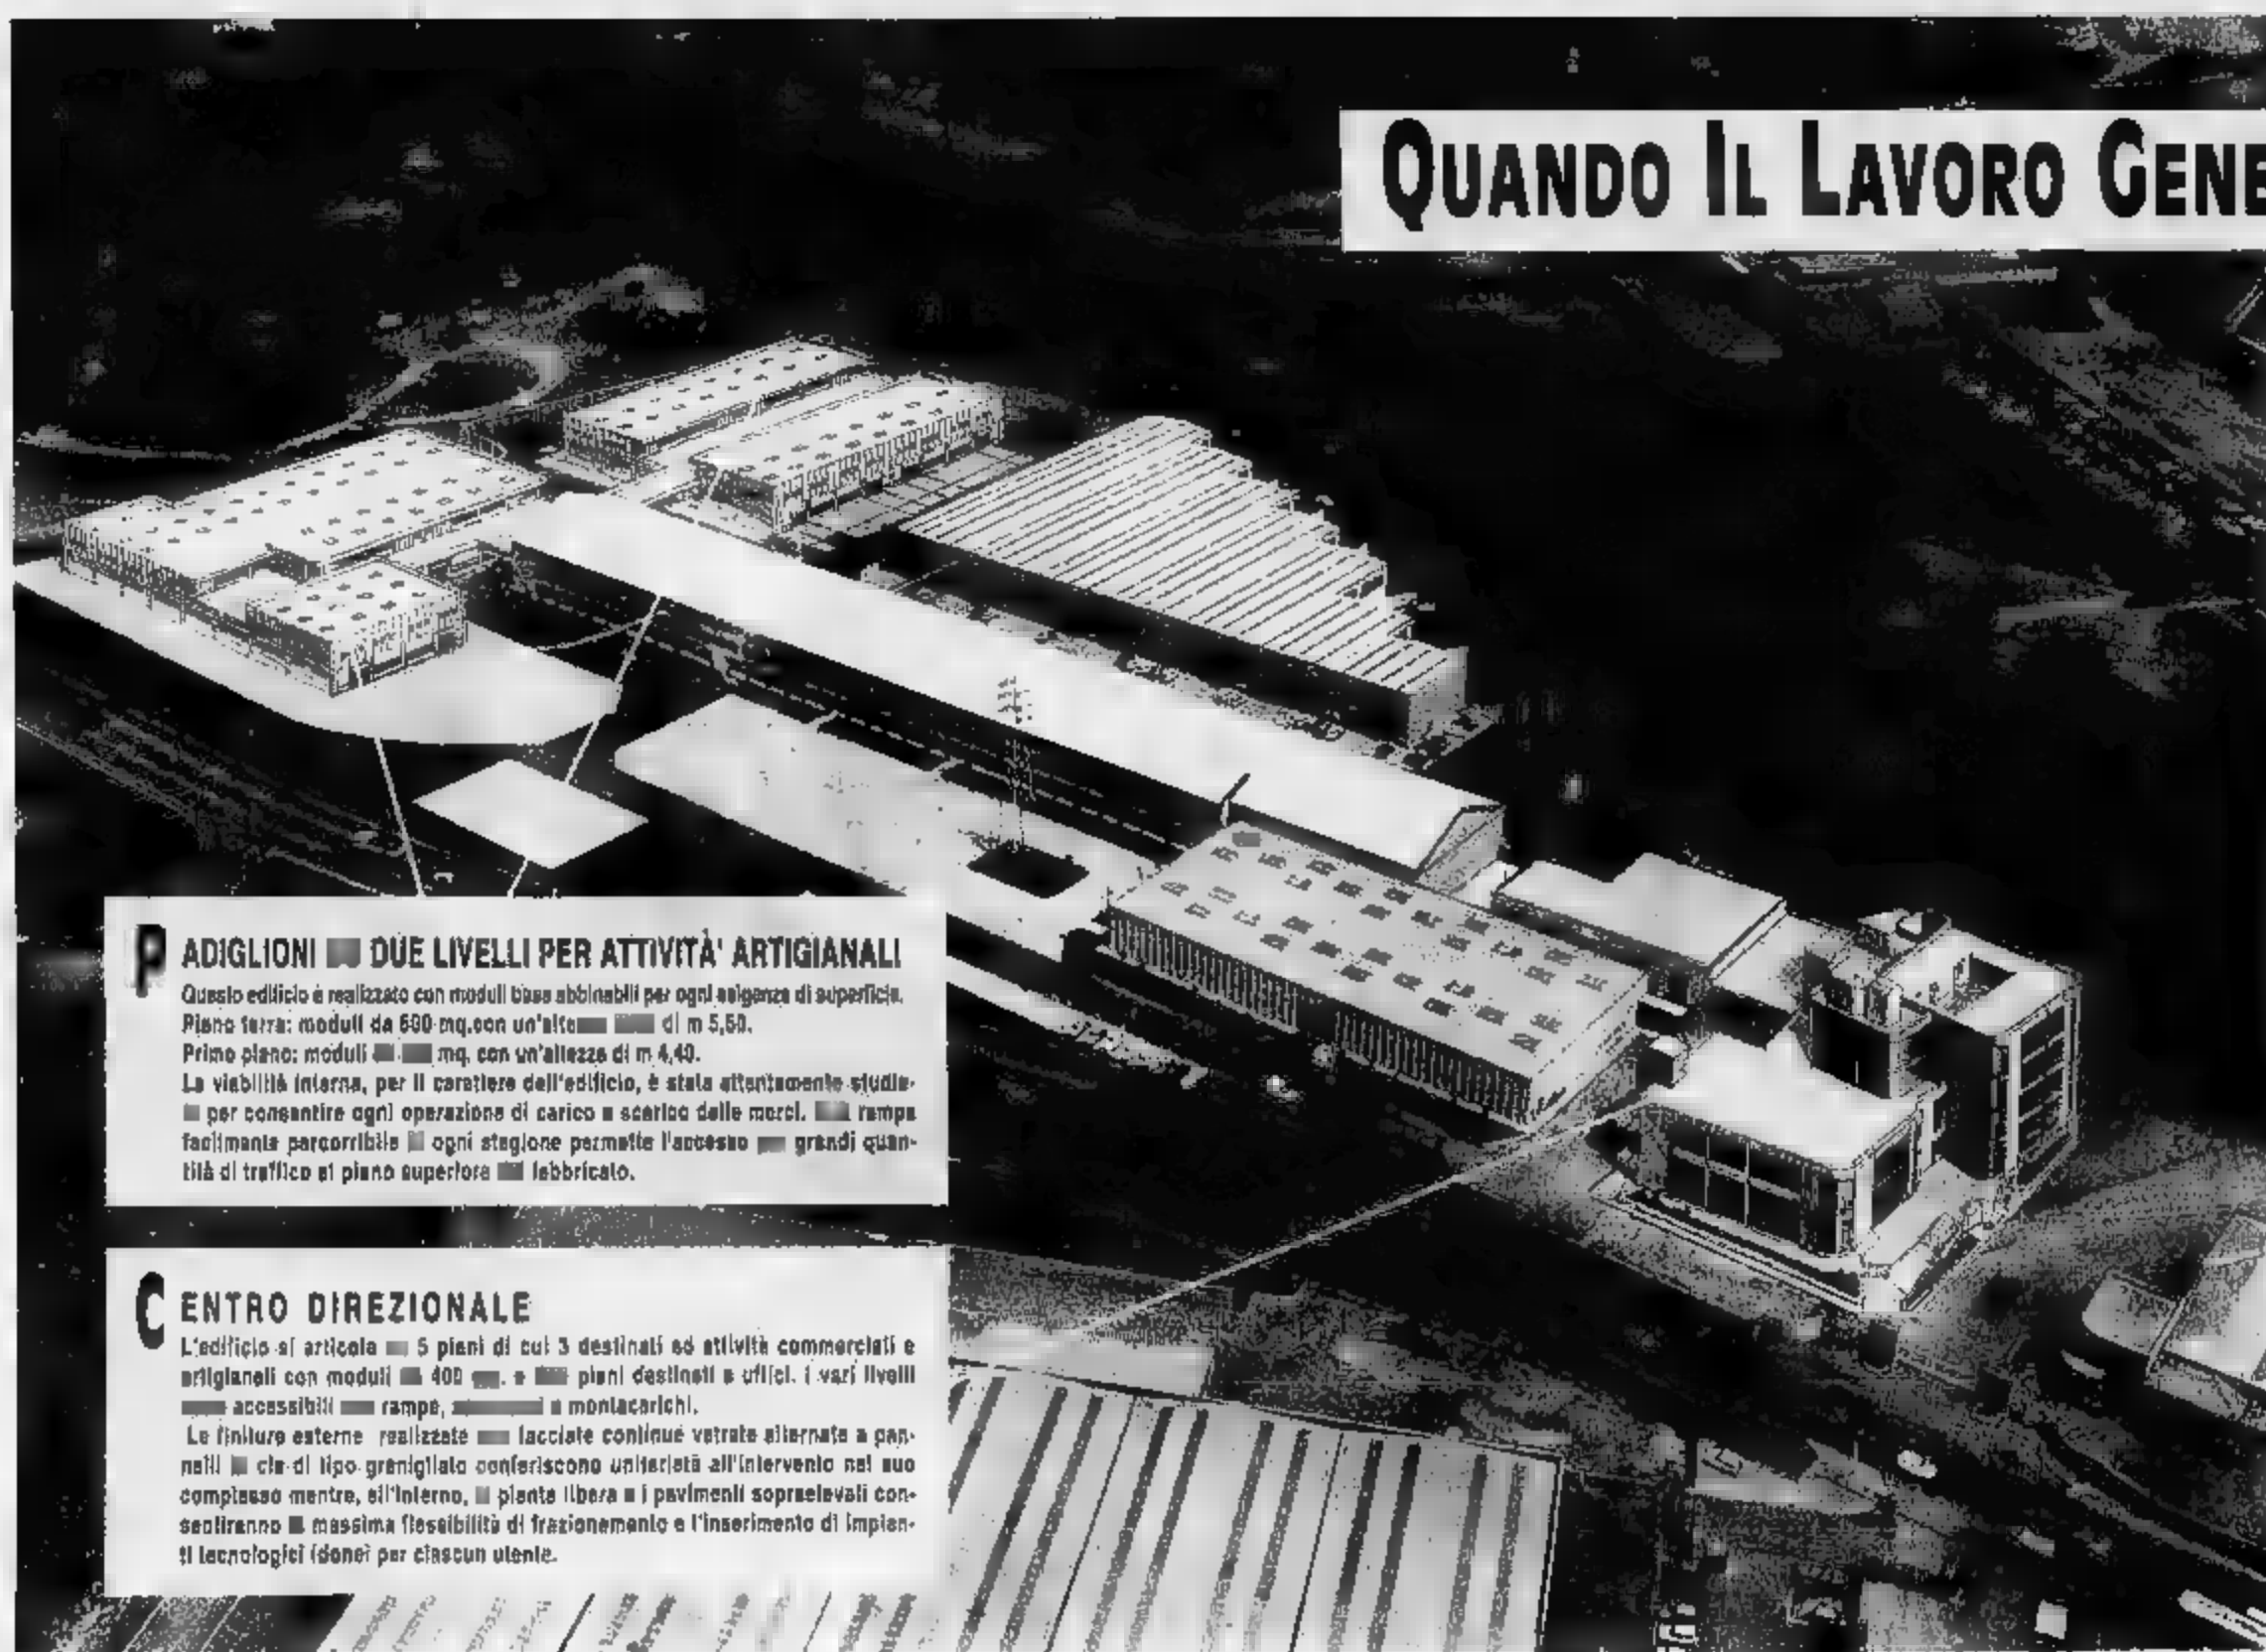 QUANDO IL LAVORO GENE
PADIGLIONI DUE LIVELLI PER ATTIVITÀ' ARTIGIANALI
Questo edificio è realizzato con moduli base abbinabili per ogni esigenza di superficie.
Piano terra: moduli da 600 mq.con un'altezza di m 5,50.
Primo piano: moduli mq. con un'altezza di m 4,40.
La viabilità interna, per il carattere dell'edificio, è stata attentamente studia-
per consentire ogni operazione di carico e scarico delle merci. rampe
facilmente percorribile ogni stagione permette l'accesso grandi quan-
tità di traffico al piano superiore fabbricato.
CENTRO DIREZIONALE
L'edificio si articola 5 piani di cui 3 destinati ad attività commerciali e
artigianali con moduli 400 e piani destinati a uffici. I vari livelli
accessibili rampe, e montacarichi.
Le finiture esterne realizzate facciate continue vetrate alternate a pan-
nelli cls di tipo granigliato conferiscono unitarietà all'intervento nel suo
complesso mentre, all'interno, pianta libera e i pavimenti sopraelevati con-
sentiranno massima flessibilità di frazionamento e l'inserimento di impian-
ti tecnologici idonei per ciascun utente.